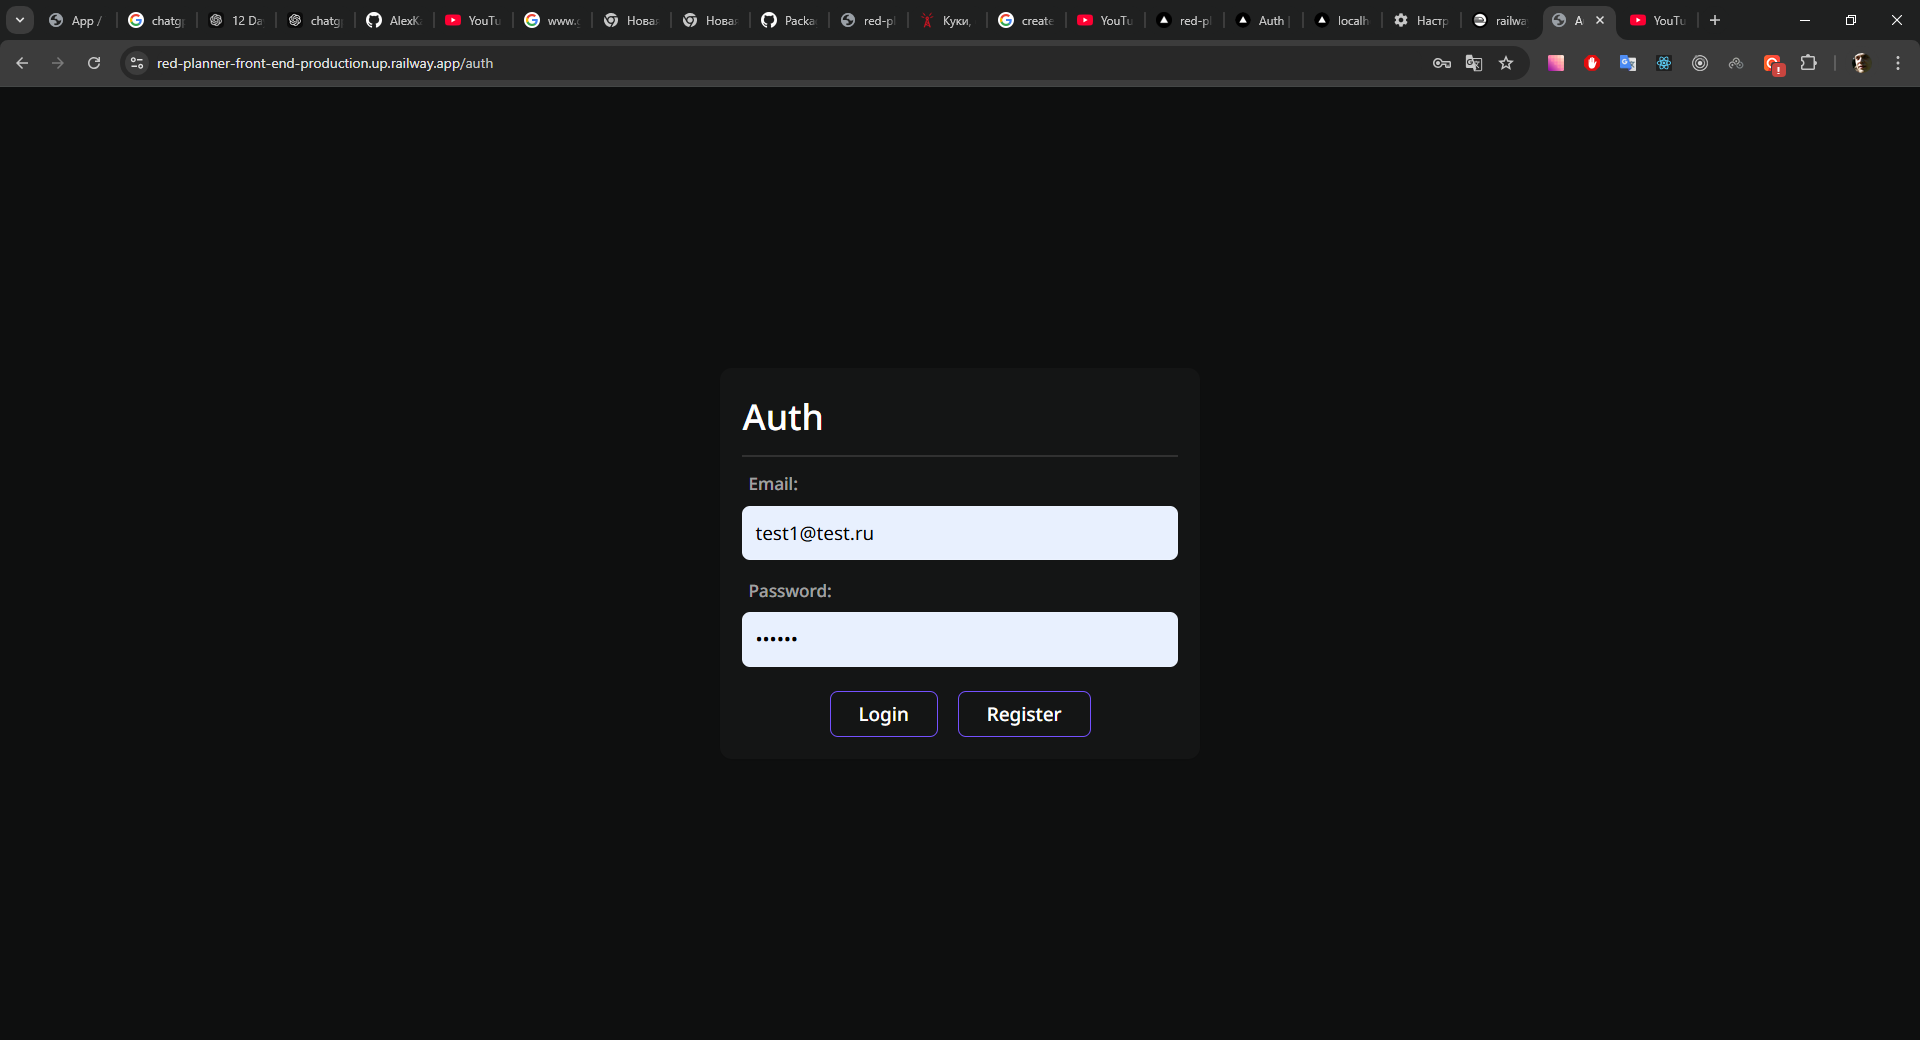 App /
chatg
12 Da
chatg
AlexK
YouTu
www.
Нова
Нова
Packa
red-pl
Куки,
create
YouTu
red-pl
Auth
localh
Настр
railwa
A
YouTu
red-planner-front-end-production.up.railway.app/auth
Auth
Email:
test1@test.ru
Password:
••••••
Login
Register